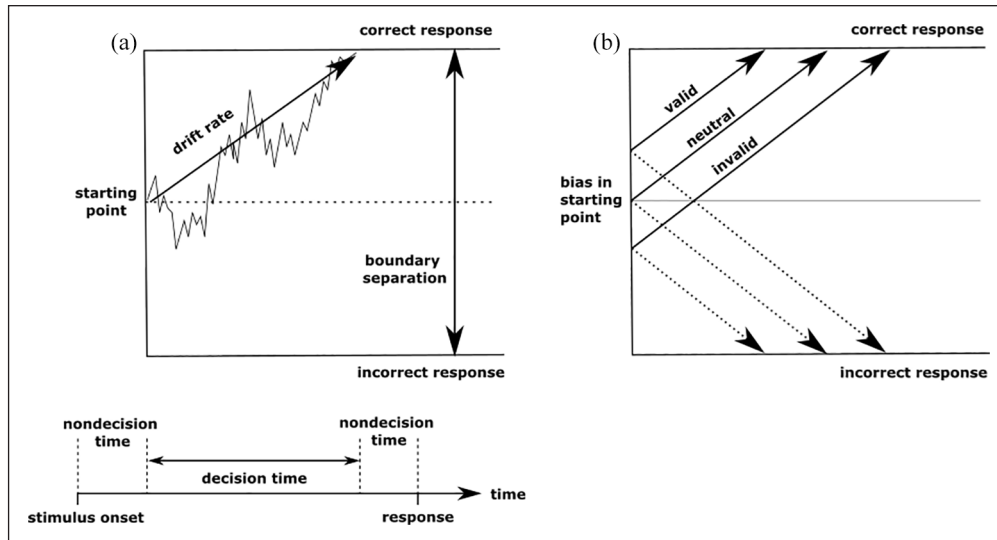 (a)
correct response
drift rate
starting
point
boundary
separation
incorrect response
nondecision
time
nondecision
time
decision time
time
stimulus onset
response
(b)
correct response
valid
neutral
invalid
bias in
starting
point
incorrect response